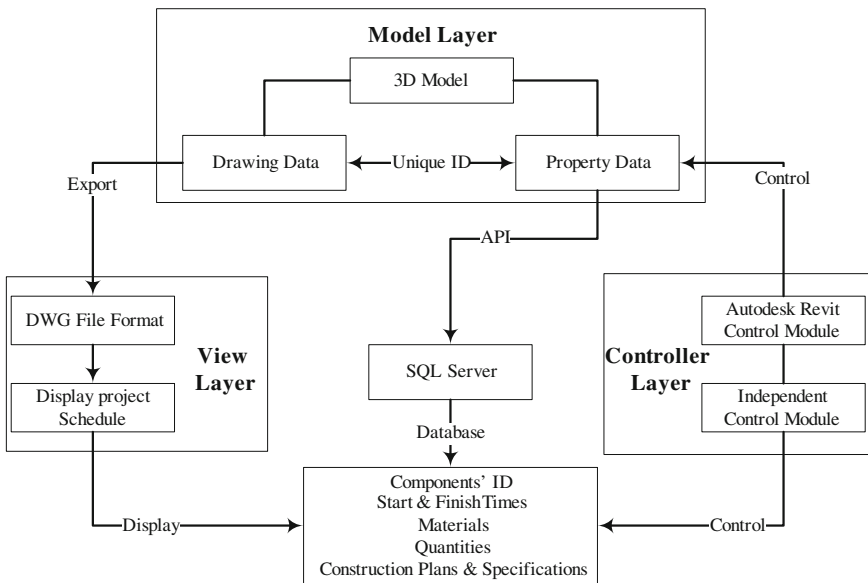 Model Layer
3D Model
Drawing Data
Unique ID
Property Data
Export
Control
API
DWG File Format
Display project
Schedule
View
Layer
SQL Server
Autodesk Revit
Control Module
Controller
Layer
Independent
Control Module
Database
Components’ ID
Start & FinishTimes
Materials
Quantities
Construction Plans & Specifications
Display
Control